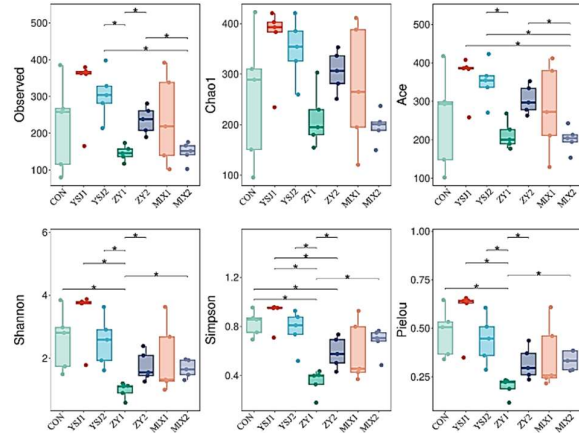 Observed
400
300
200
100
*
*
*
*
CON
YSJ1
YSJ2
ZY1
ZY2
MIX1
MIX2
Chao1
400
300
200
100
CON
YSJ1
YSJ2
ZY1
ZY2
MIX1
MIX2
Ace
500
400
300
200
100
*
*
*
*
CON
YSJ1
YSJ2
ZY1
ZY2
MIX1
MIX2
Shannon
6
4
2
*
*
*
*
*
CON
YSJ1
YSJ2
ZY1
ZY2
MIX1
MIX2
Simpson
1.2
0.8
0.4
*
*
*
*
*
*
CON
YSJ1
YSJ2
ZY1
ZY2
MIX1
MIX2
Pielou
1.00
0.75
0.50
0.25
*
*
*
*
*
CON
YSJ1
YSJ2
ZY1
ZY2
MIX1
MIX2